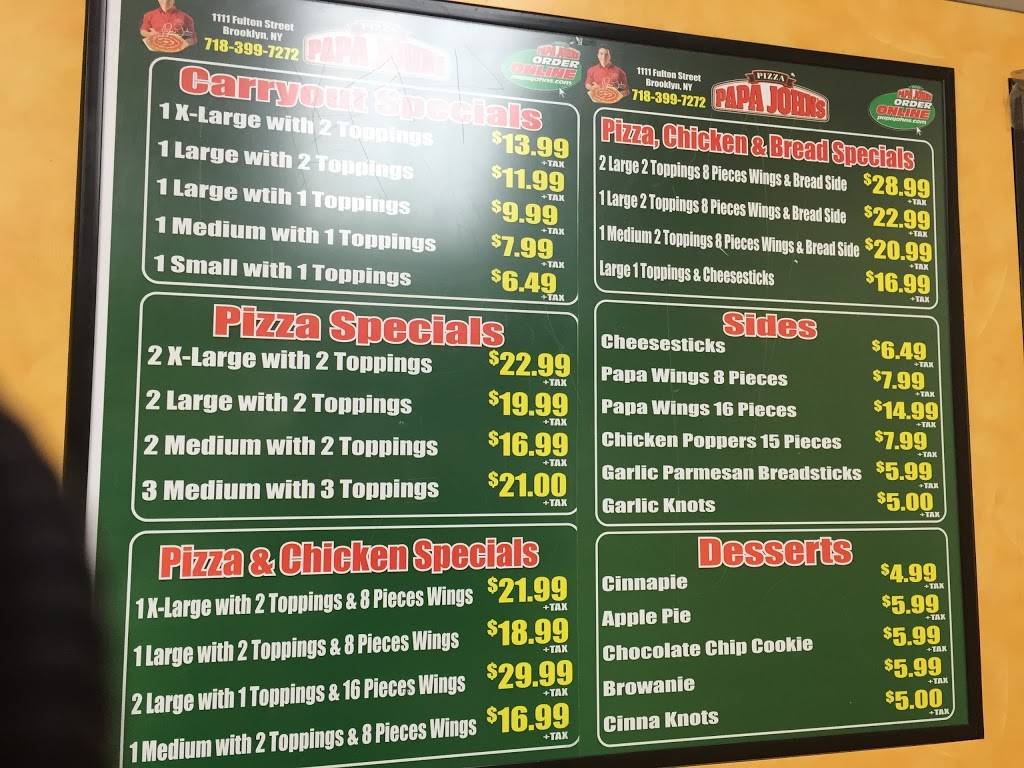 1111 Fulton Street
Brooklyn, NY
718-399-7272
PIZZA
PAPA JOHNS
ORDER
ONLINE
papajohns.com
Carryout Specials
1 X-Large with 2 Toppings $13.99 +TAX
1 Large with 2 Toppings $11.99 +TAX
1 Large wtih 1 Toppings $9.99 +TAX
1 Medium with 1 Toppings $7.99 +TAX
1 Small with 1 Toppings $6.49 +TAX
Pizza Specials
2 X-Large with 2 Toppings $22.99 +TAX
2 Large with 2 Toppings $19.99 +TAX
2 Medium with 2 Toppings $16.99 +TAX
3 Medium with 3 Toppings $21.00 +TAX
Pizza & Chicken Specials
1 X-Large with 2 Toppings & 8 Pieces Wings $21.99 +TAX
1 Large with 2 Toppings & 8 Pieces Wings $18.99 +TAX
2 Large with 1 Toppings & 16 Pieces Wings $29.99 +TAX
1 Medium with 2 Toppings & 8 Pieces Wings $16.99 +TAX
1111 Fulton Street
Brooklyn, NY
718-399-7272
PIZZA
PAPA JOHNS
PAPA JOHNS
ORDER
ONLINE
papajohns.com
Pizza, Chicken & Bread Specials
2 Large 2 Toppings 8 Pieces Wings & Bread Side $28.99 +TAX
1 Large 2 Toppings 8 Pieces Wings & Bread Side $22.99 +TAX
1 Medium 2 Toppings 8 Pieces Wings & Bread Side $20.99 +TAX
Large 1 Toppings & Cheesesticks $16.99 +TAX
Sides
Cheesesticks $6.49 +TAX
Papa Wings 8 Pieces $7.99 +TAX
Papa Wings 16 Pieces $14.99 +TAX
Chicken Poppers 15 Pieces $7.99 +TAX
Garlic Parmesan Breadsticks $5.99 +TAX
Garlic Knots $5.00 +TAX
Desserts
Cinnapie $4.99 +TAX
Apple Pie $5.99 +TAX
Chocolate Chip Cookie $5.99 +TAX
Browanie $5.99 +TAX
Cinna Knots $5.00 +TAX